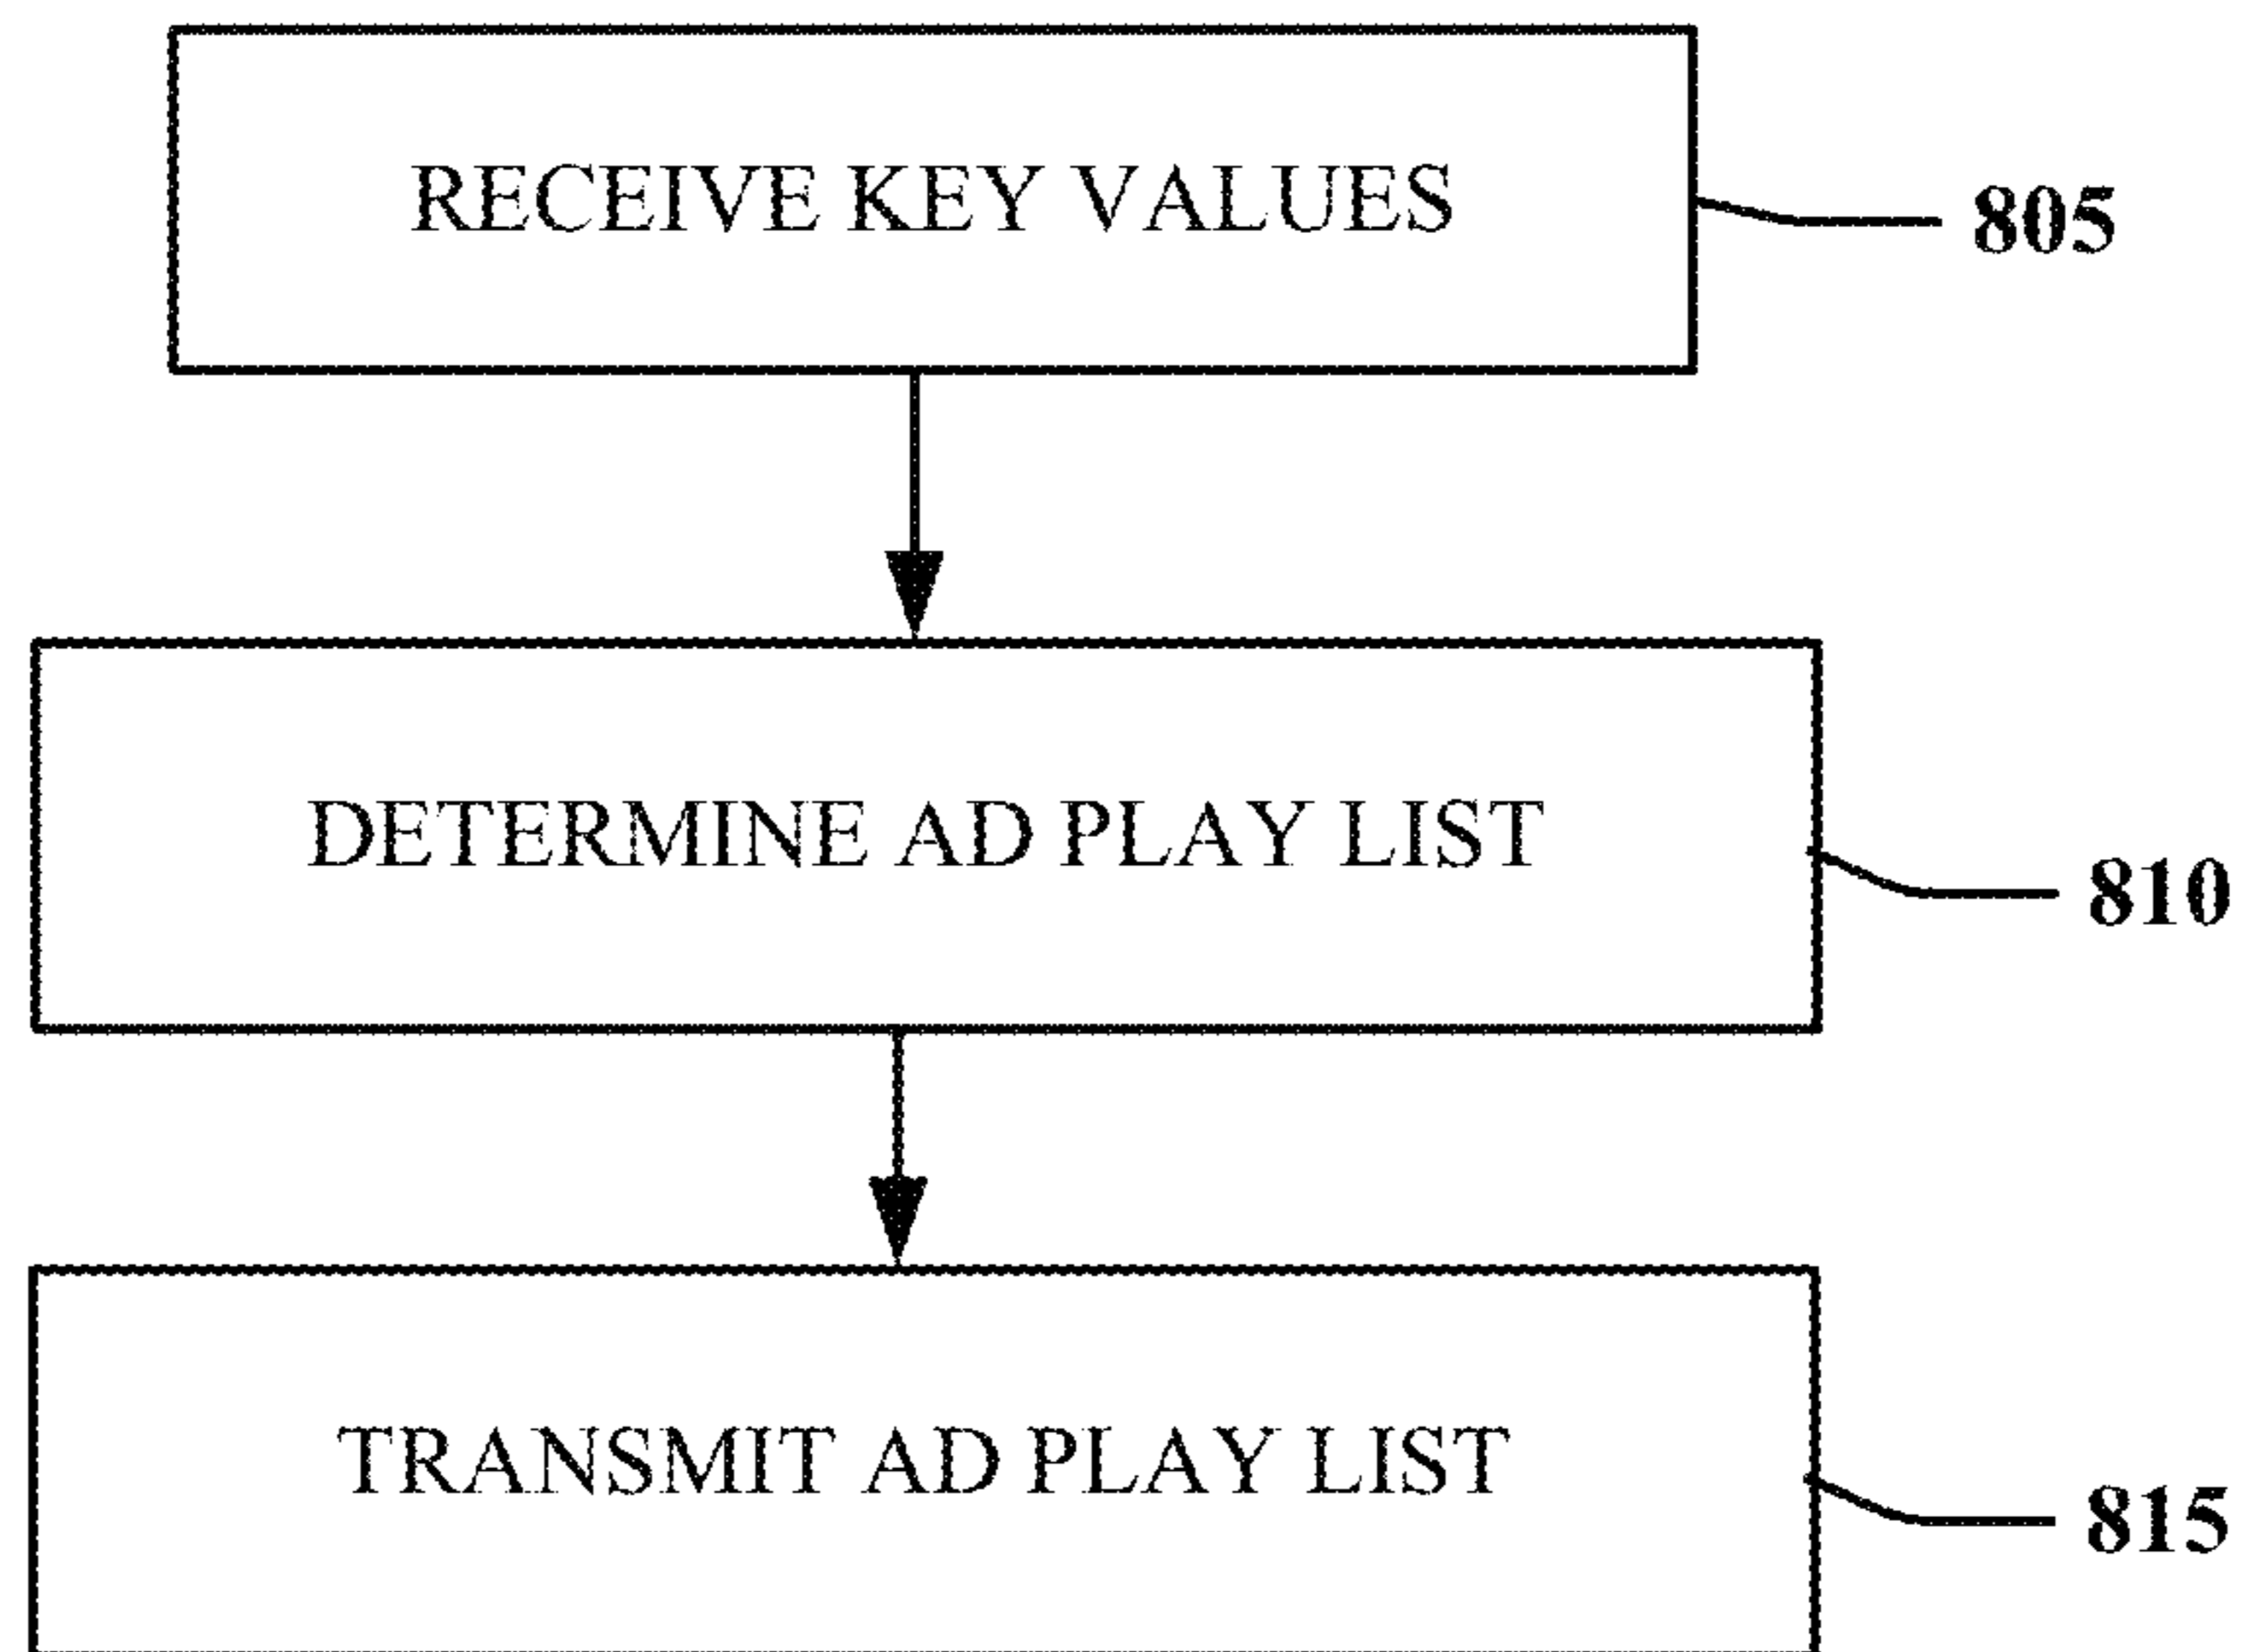 RECEIVE KEY VALUES
805
DETERMINE AD PLAY LIST
810
TRANSMIT AD PLAY LIST
815